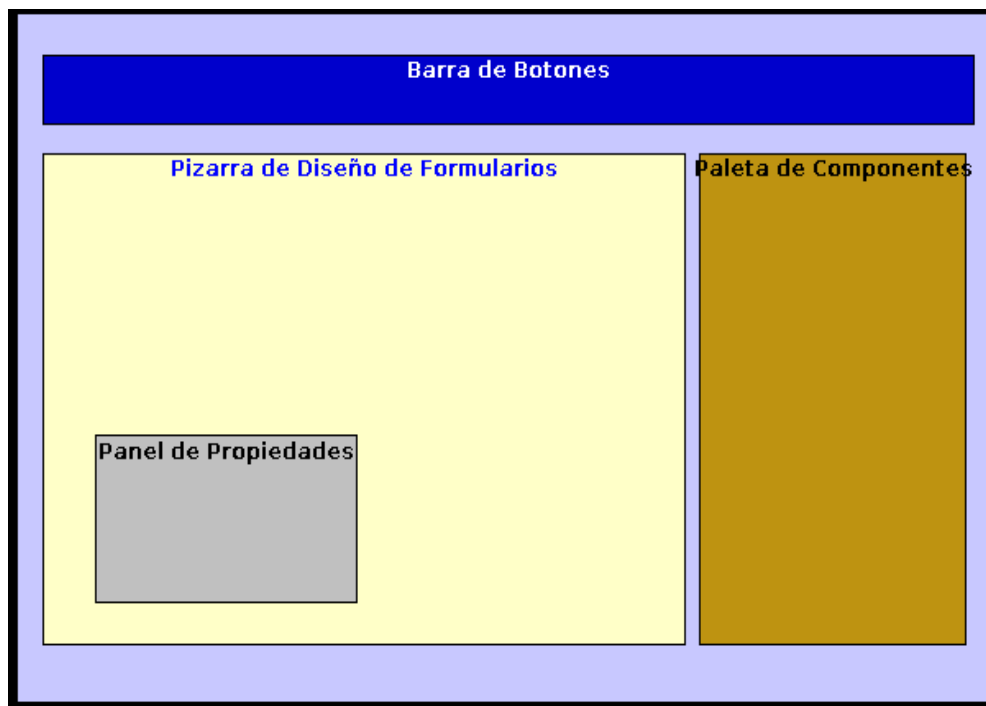 Barra de Botones
Pizarra de Diseño de Formularios
Paleta de Componentes
Panel de Propiedades